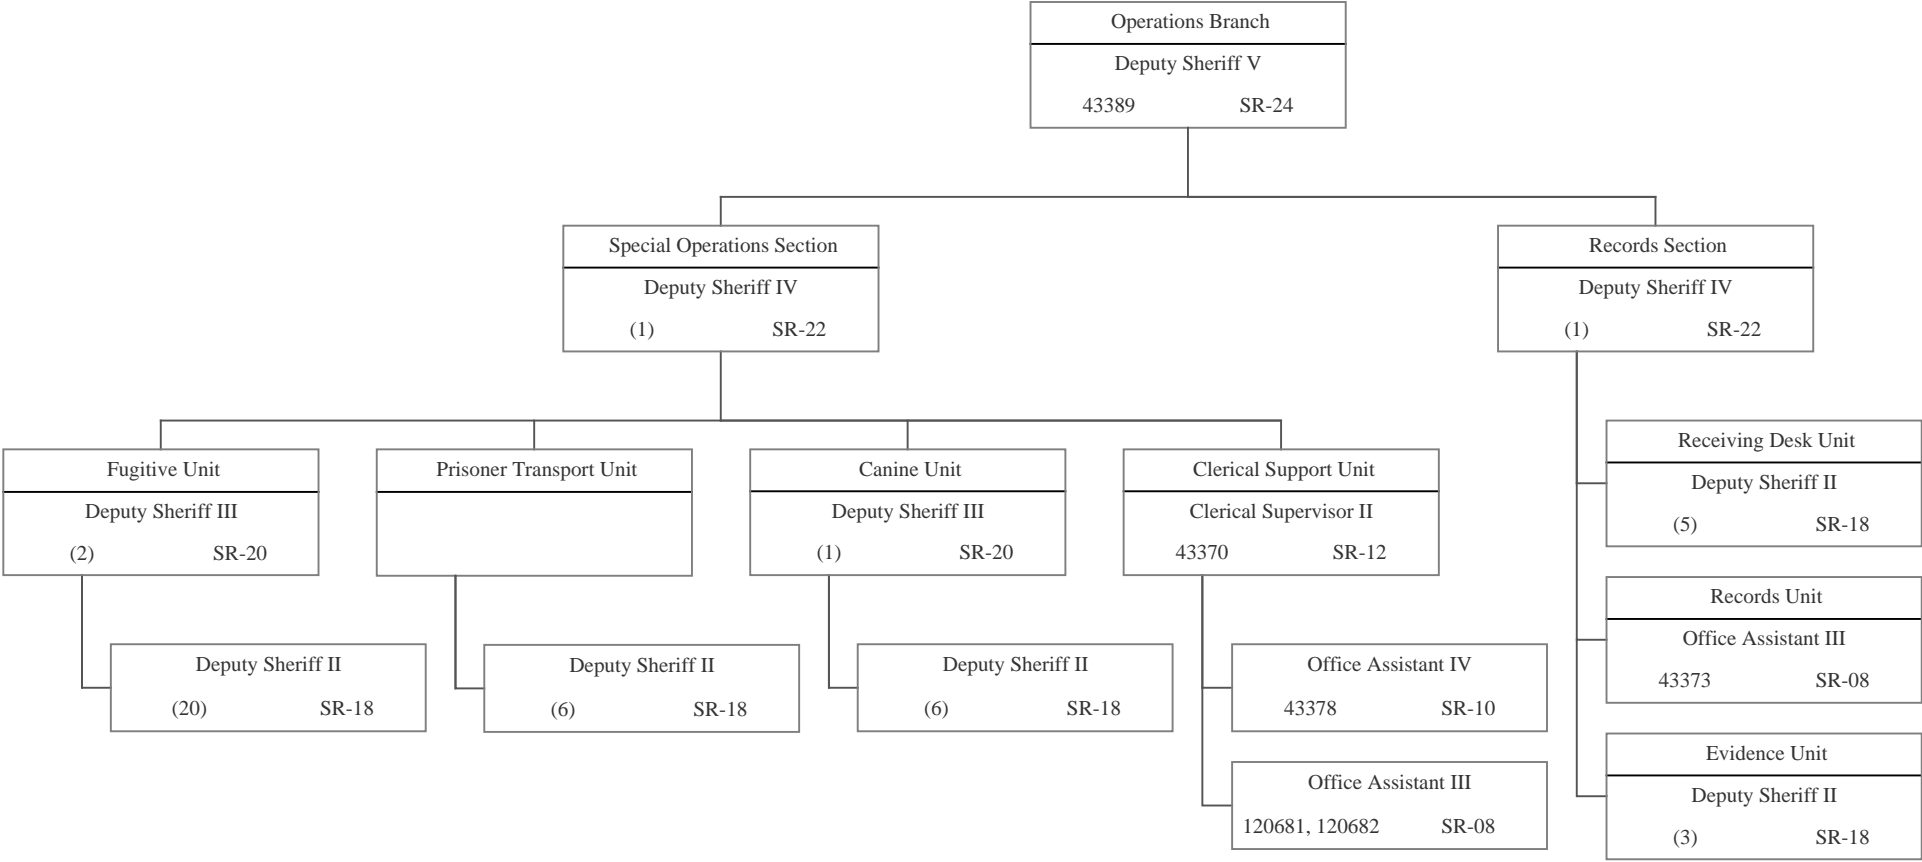 Operations Branch
Deputy Sheriff V
43389 SR-24
Special Operations Section
Deputy Sheriff IV
(1) SR-22
Records Section
Deputy Sheriff IV
(1) SR-22
Fugitive Unit
Deputy Sheriff III
(2) SR-20
Deputy Sheriff II
(20) SR-18
Prisoner Transport Unit
Deputy Sheriff II
(6) SR-18
Canine Unit
Deputy Sheriff III
(1) SR-20
Deputy Sheriff II
(6) SR-18
Clerical Support Unit
Clerical Supervisor II
43370 SR-12
Office Assistant IV
43378 SR-10
Office Assistant III
120681, 120682 SR-08
Receiving Desk Unit
Deputy Sheriff II
(5) SR-18
Records Unit
Office Assistant III
43373 SR-08
Evidence Unit
Deputy Sheriff II
(3) SR-18